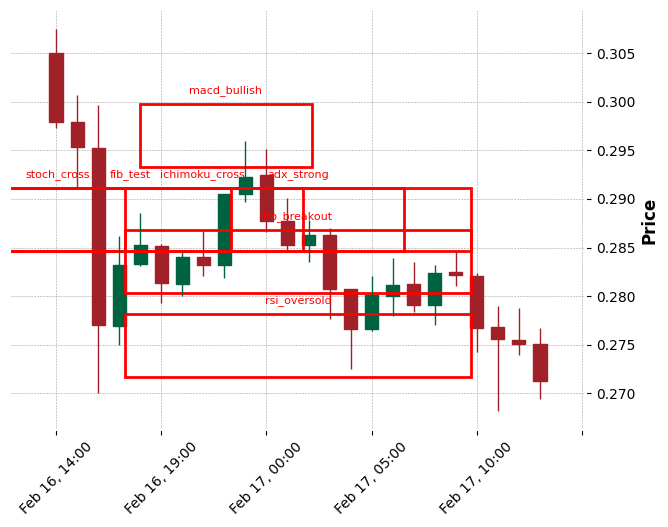 0.305
0.300
macd_bullish
0.295
stoch_cross fib_test ichimoku_cross adx_strong
0.290
Price
0.285
0.280
rsi_oversold
0.275
0.270
Feb 16, 14:00
Feb 16, 19:00
Feb 17, 00:00
Feb 17, 05:00
Feb 17, 10:00